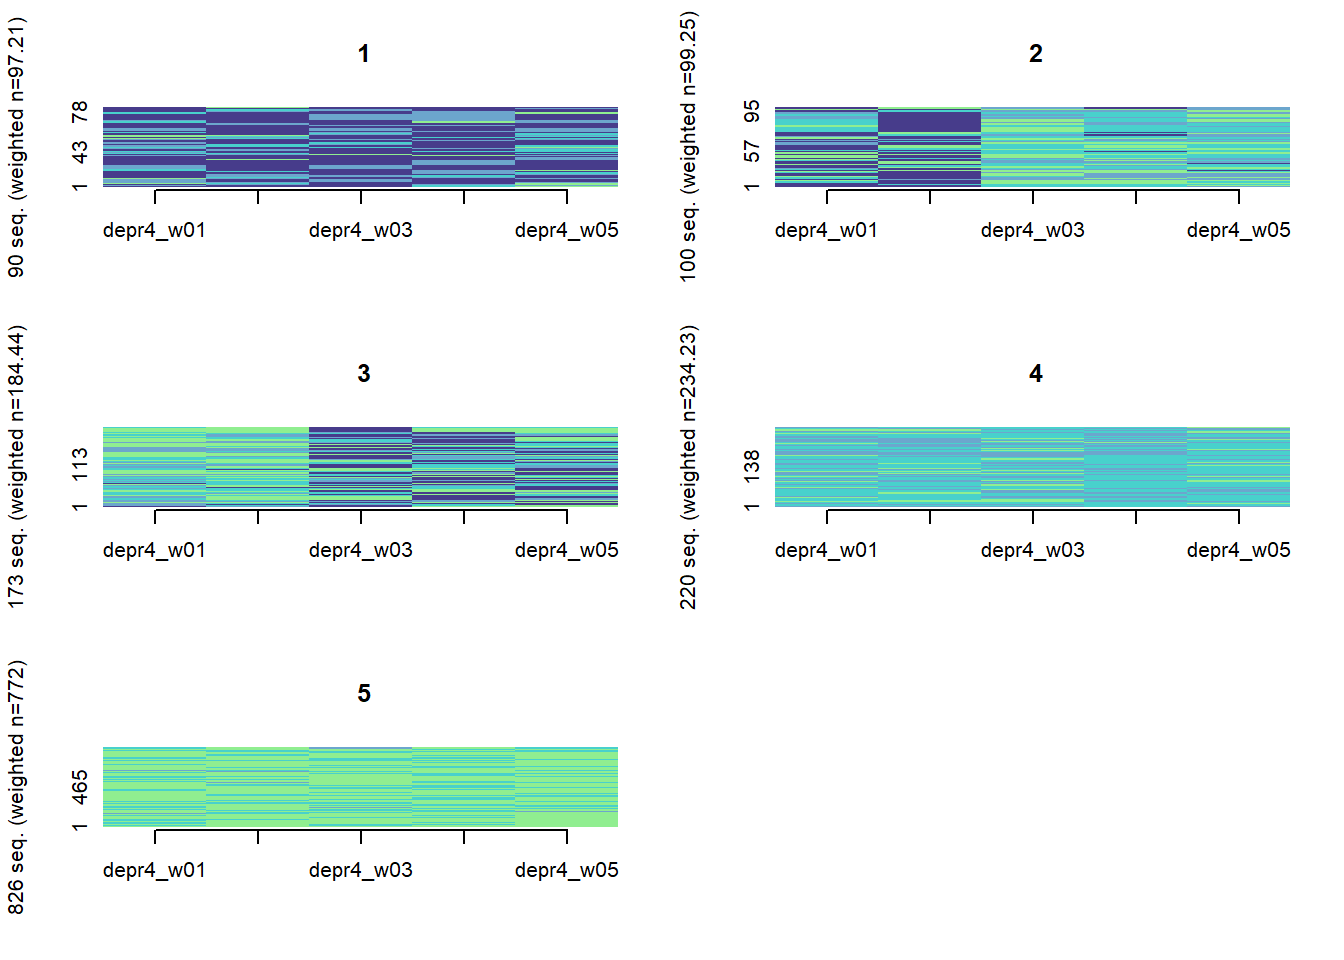 1
90 seq. (weighted n=97.21)
78
43
1
depr4_w01 depr4_w03 depr4_w05
2
100 seq. (weighted n=99.25)
95
57
1
depr4_w01 depr4_w03 depr4_w05
3
173 seq. (weighted n=184.44)
113
1
depr4_w01 depr4_w03 depr4_w05
4
220 seq. (weighted n=234.23)
138
1
depr4_w01 depr4_w03 depr4_w05
5
826 seq. (weighted n=772)
465
1
depr4_w01 depr4_w03 depr4_w05